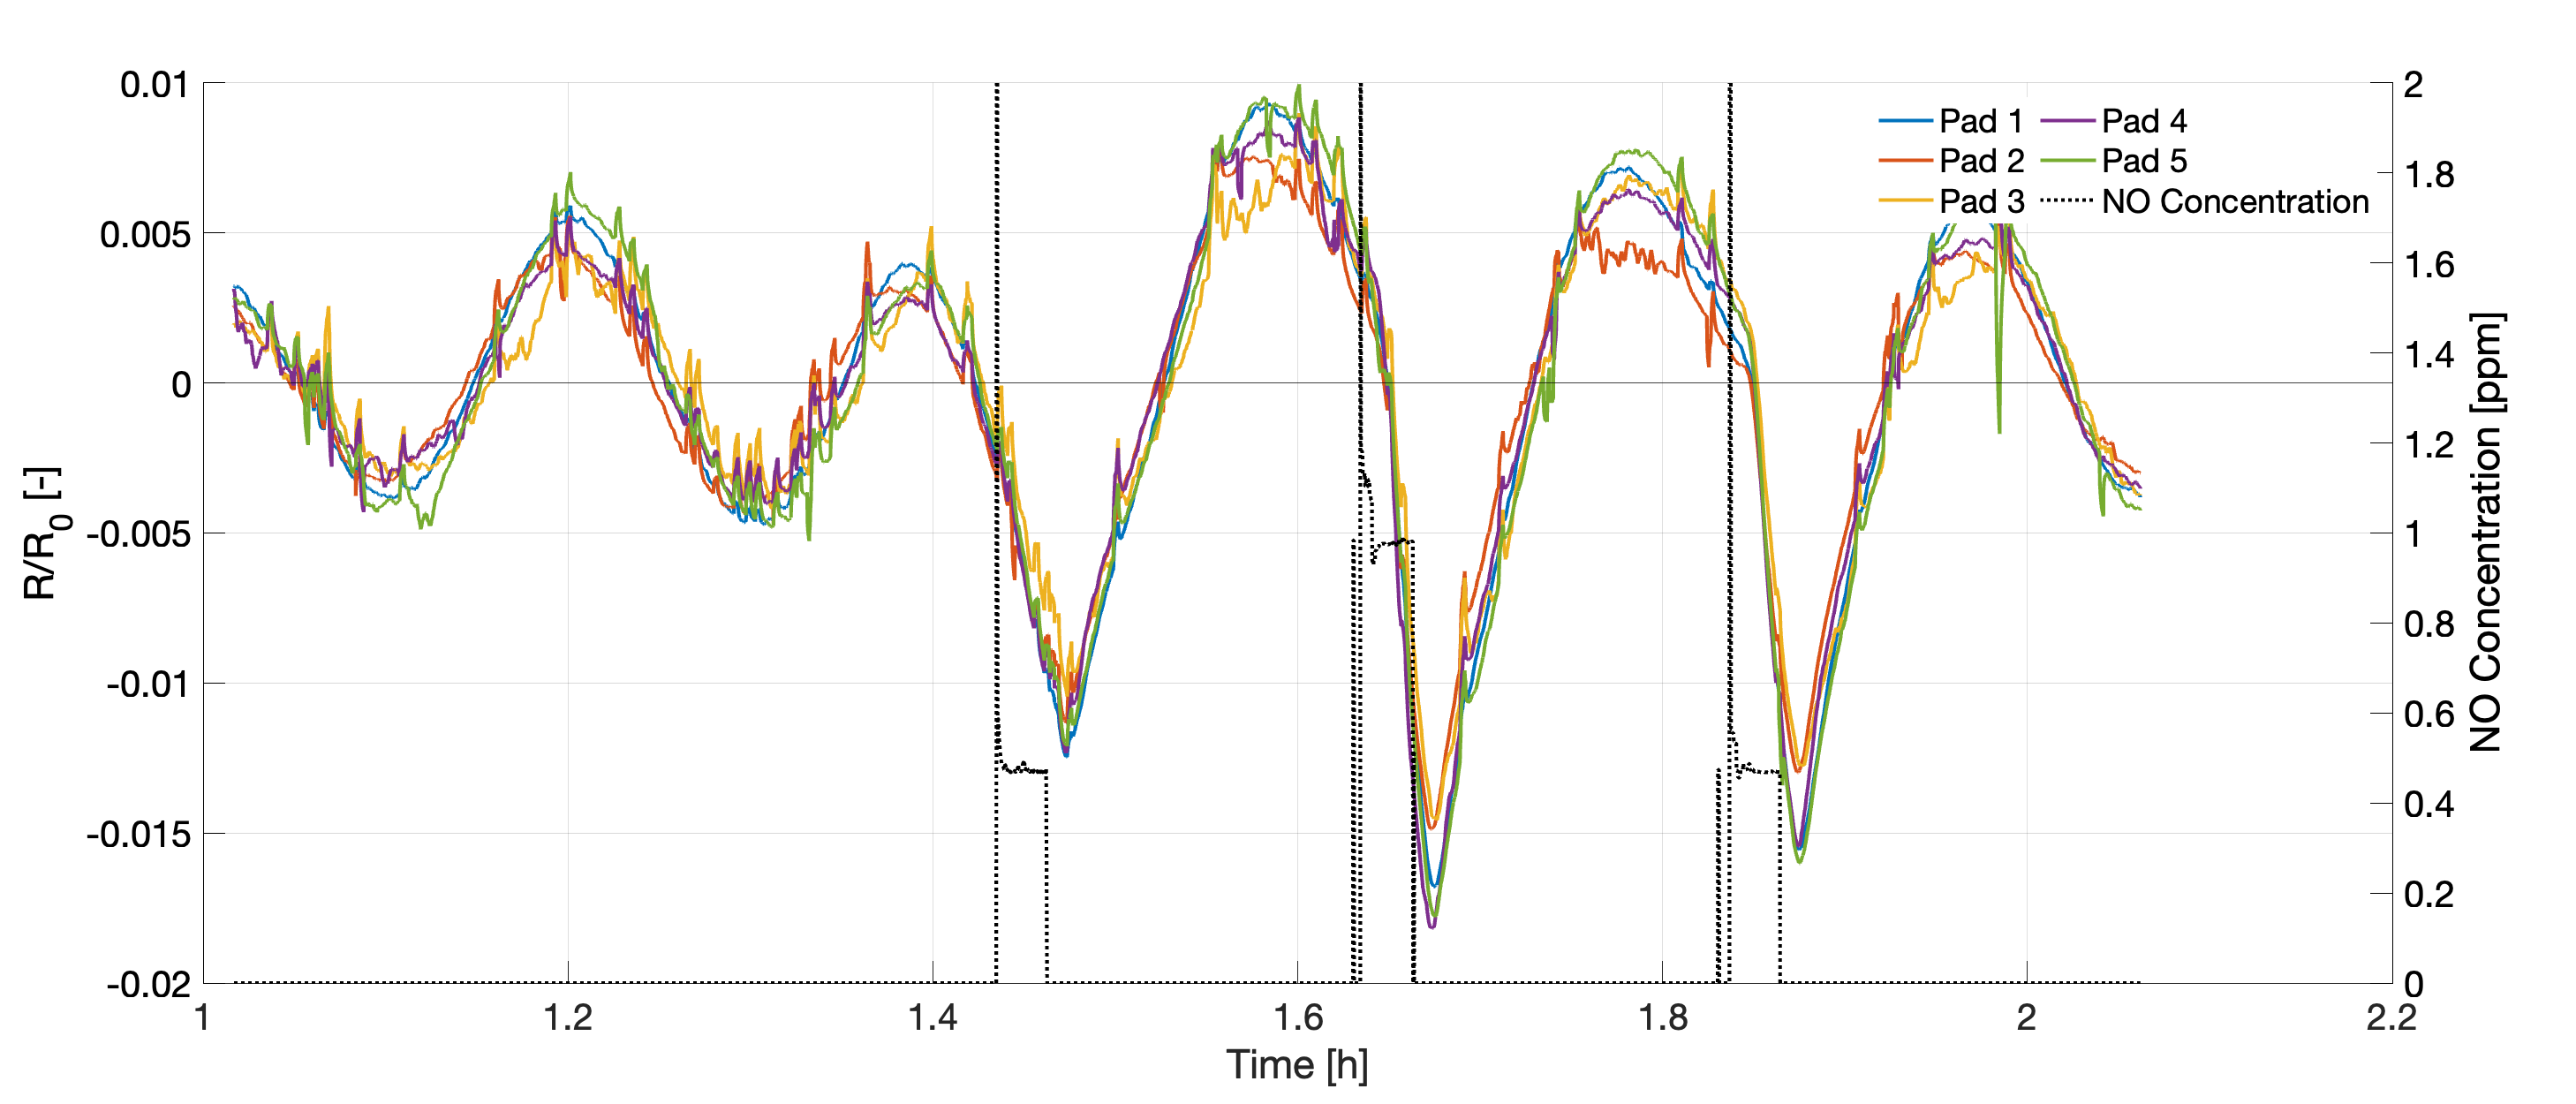 0.01
0.005
0
-0.005
-0.01
-0.015
-0.02
R/R0 [-]
1
1.2
1.4
1.6
1.8
2
2.2
Time [h]
2
1.8
1.6
1.4
1.2
1
0.8
0.6
0.4
0.2
0
NO Concentration [ppm]
Pad 1
Pad 2
Pad 3
Pad 4
Pad 5
NO Concentration